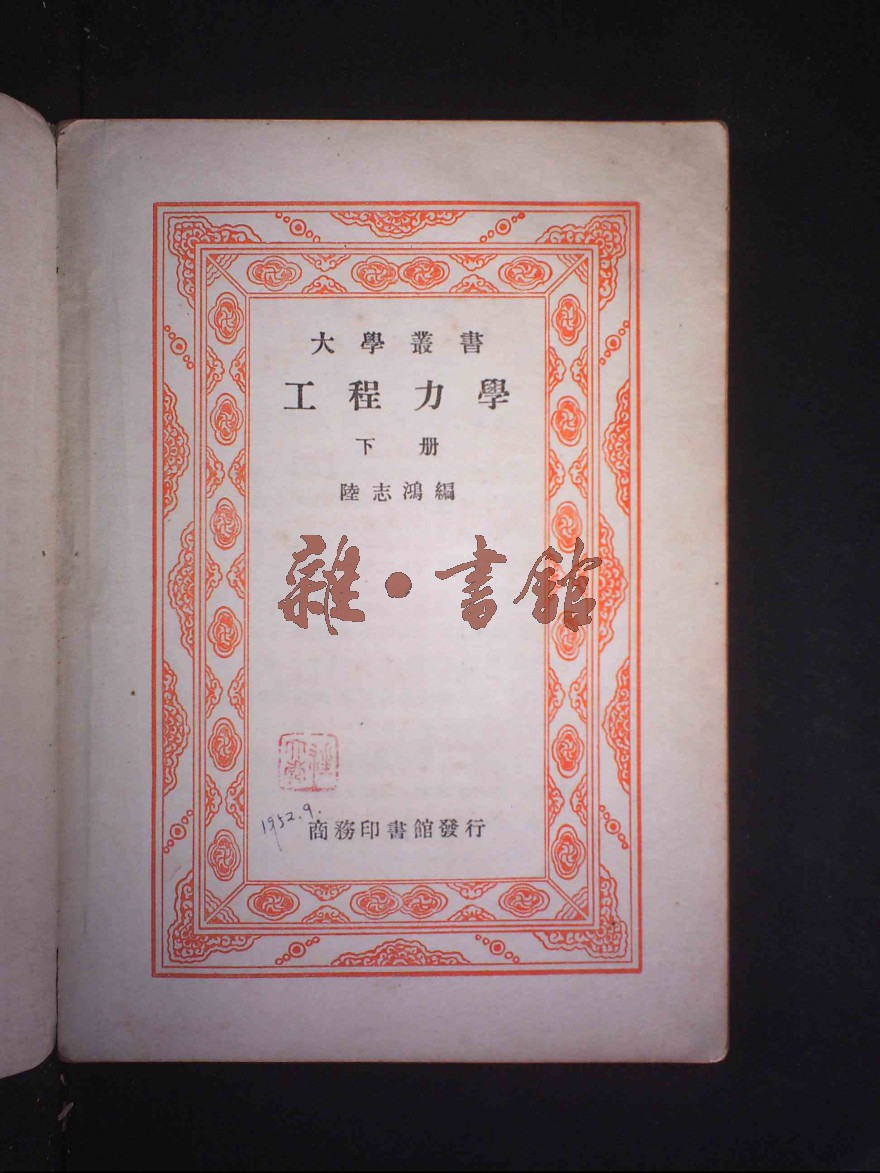 大學叢書
工程力學
下册
陸志鴻編
雜·書館
1952.9.
商務印書館發行